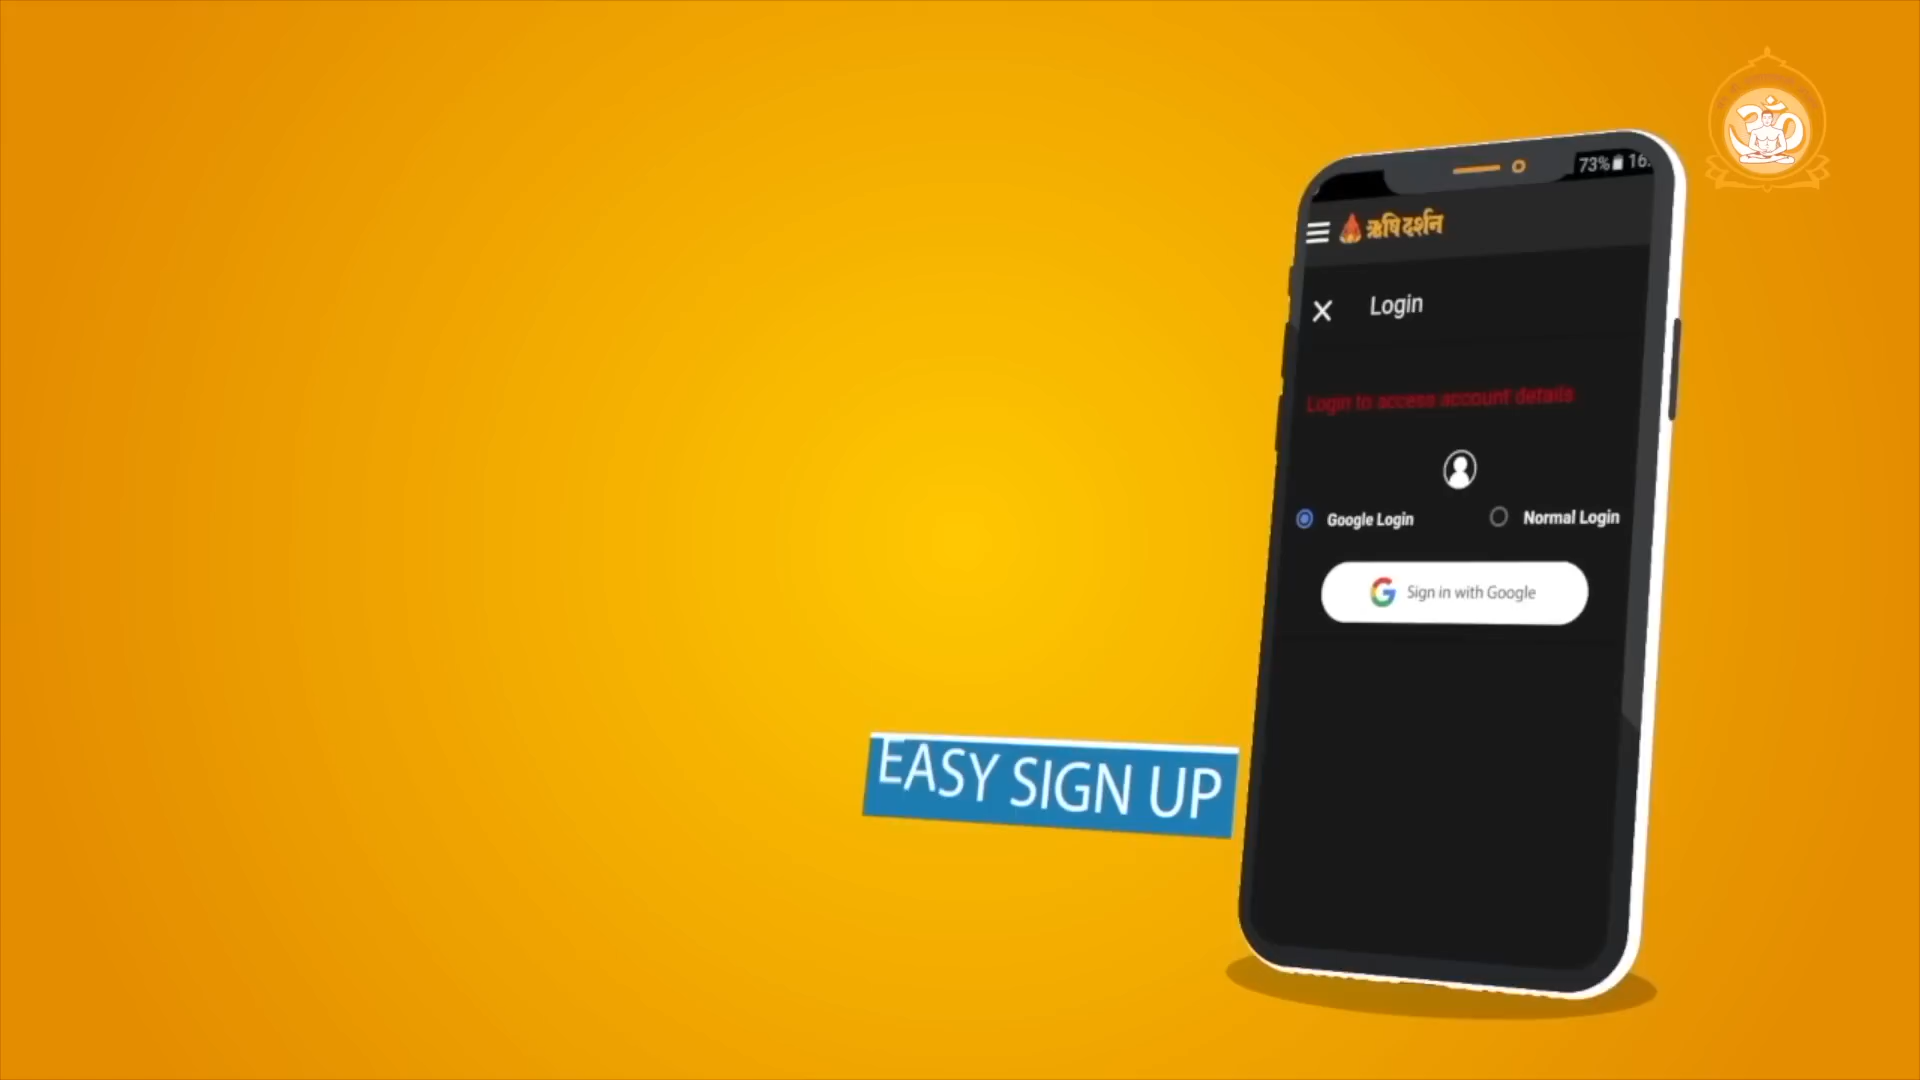 73% 16
ऋषि दर्शन
Login
Login to access account details
Google Login
Normal Login
Sign in with Google
EASY SIGN UP